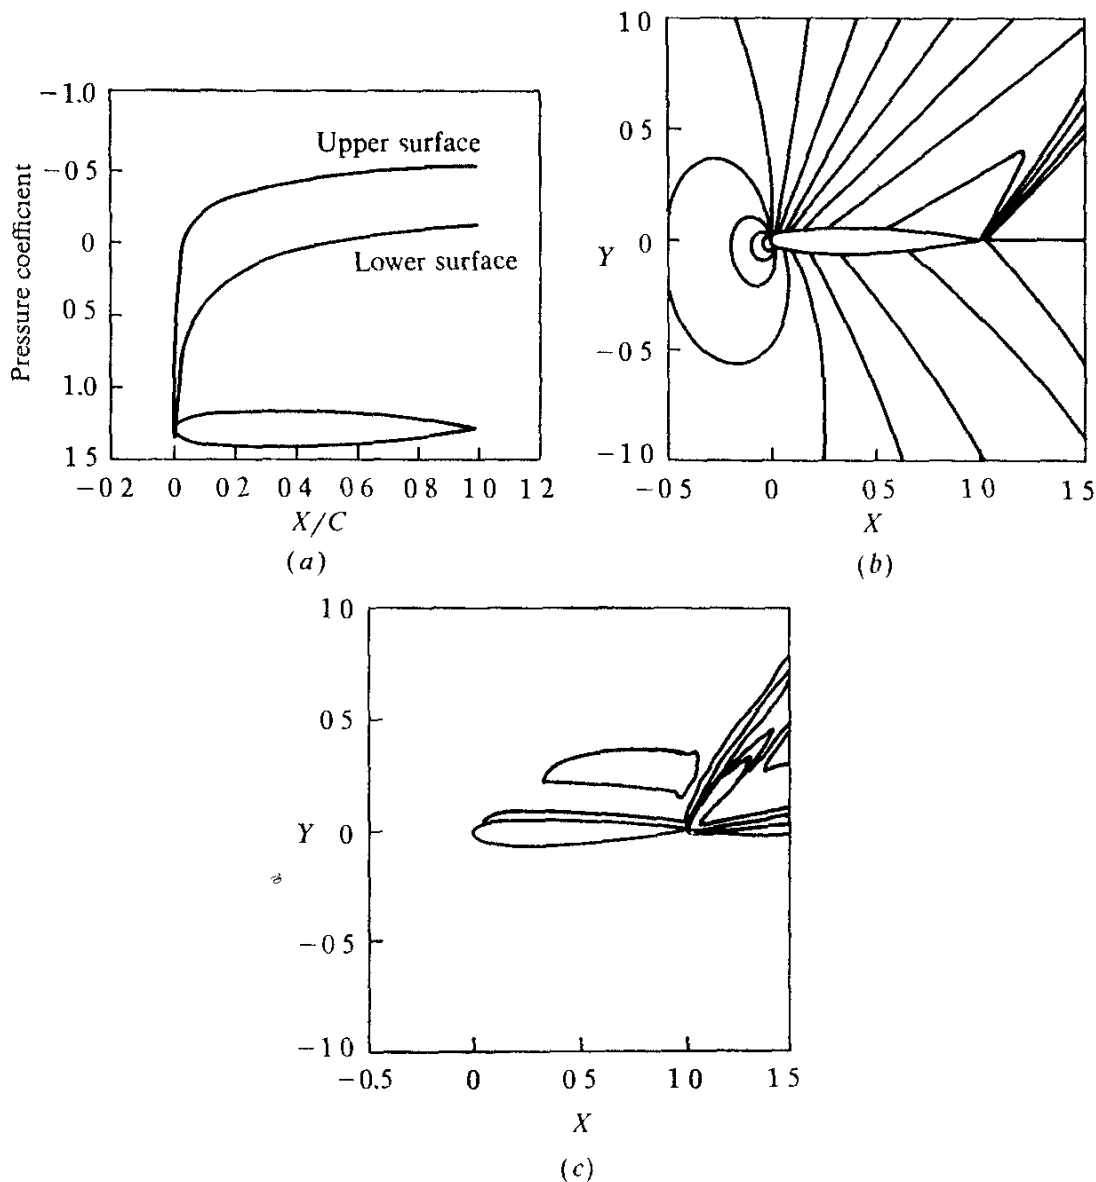 Pressure coefficient
−1.0
−0 5
0
0 5
1.0
1 5
Upper surface
Lower surface
−0 2 0 0 2 0 4 0 6 0 8 1 0 1 2
X/C
(a)
Y
1 0
0 5
0
−0 5
−1 0
−0 5 0 0 5 1 0 1 5
X
(b)
Y
1 0
0 5
0
−0 5
−1 0
−0.5 0 0 5 1 0 1 5
X
(c)